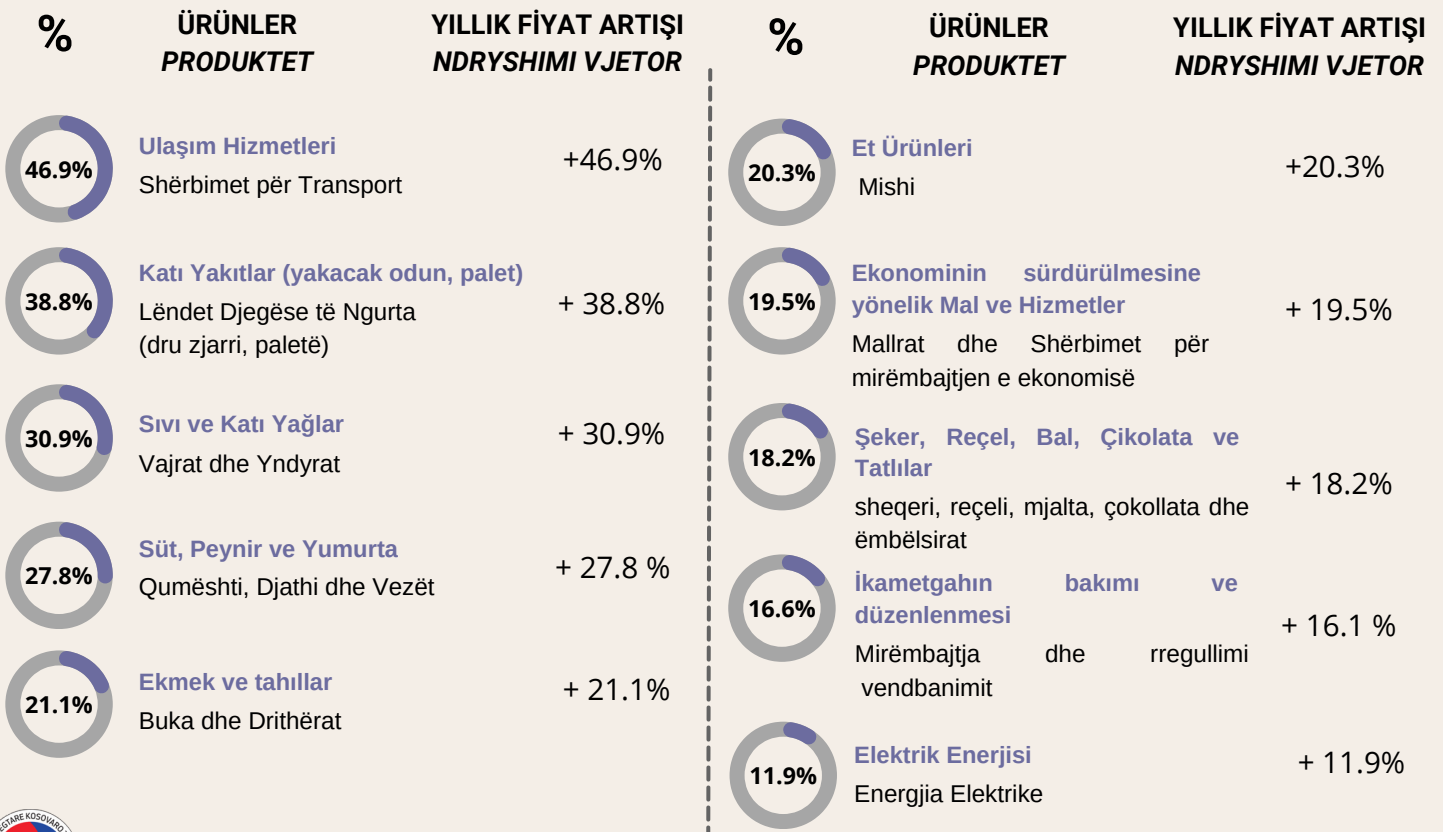 %
ÜRÜNLER
PRODUKTET
YILLIK FİYAT ARTIŞI
NDRYSHIMI VJETOR
46.9%
Ulaşım Hizmetleri
Shërbimet për Transport
+46.9%
38.8%
Katı Yakıtlar (yakacak odun, palet)
Lëndet Djegëse të Ngurta
(dru zjarri, paletë)
+ 38.8%
30.9%
Sıvı ve Katı Yağlar
Vajrat dhe Yndyrat
+ 30.9%
27.8%
Süt, Peynir ve Yumurta
Qumështi, Djathi dhe Vezët
+ 27.8 %
21.1%
Ekmek ve tahıllar
Buka dhe Drithërat
+ 21.1%
%
ÜRÜNLER
PRODUKTET
YILLIK FİYAT ARTIŞI
NDRYSHIMI VJETOR
20.3%
Et Ürünleri
Mishi
+20.3%
19.5%
Ekonominin sürdürülmesine
yönelik Mal ve Hizmetler
Mallrat dhe Shërbimet për
mirëmbajtjen e ekonomisë
+ 19.5%
18.2%
Şeker, Reçel, Bal, Çikolata ve
Tatlılar
sheqeri, reçeli, mjalta, çokollata dhe
ëmbëlsirat
+ 18.2%
16.6%
İkametgahın bakımı ve
düzenlenmesi
Mirëmbajtja dhe rregullimi
vendbanimit
+ 16.1 %
11.9%
Elektrik Enerjisi
Energjia Elektrike
+ 11.9%